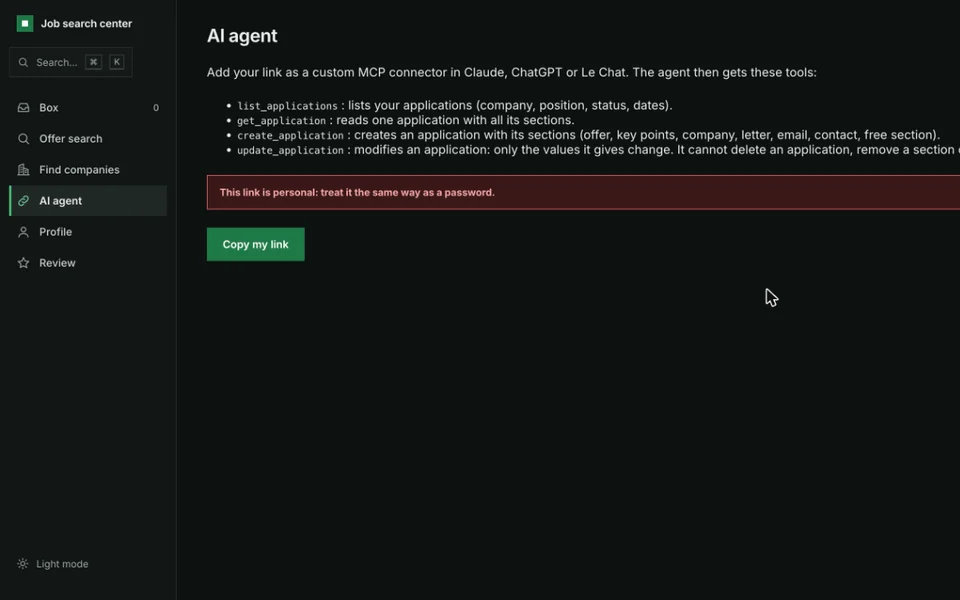 Job search center
Search... ⌘ K
Box 0
Offer search
Find companies
AI agent
Profile
Review
Light mode
AI agent
Add your link as a custom MCP connector in Claude, ChatGPT or Le Chat. The agent then gets these tools:
• list_applications : lists your applications (company, position, status, dates).
• get_application : reads one application with all its sections.
• create_application : creates an application with its sections (offer, key points, company, letter, email, contact, free section).
• update_application : modifies an application: only the values it gives change. It cannot delete an application, remove a section
This link is personal: treat it the same way as a password.
Copy my link